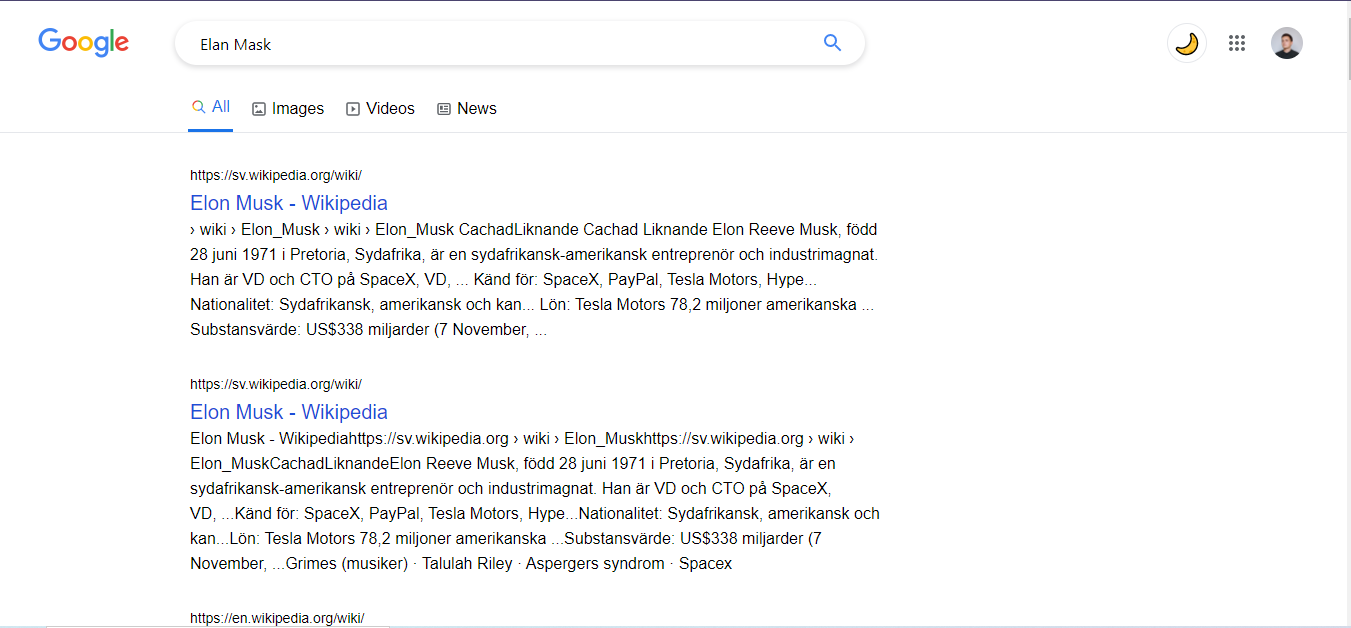 Google
Elan Mask
All Images Videos News
https://sv.wikipedia.org/wiki/
Elon Musk - Wikipedia
› wiki › Elon_Musk › wiki › Elon_Musk CachadLiknande Cachad Liknande Elon Reeve Musk, född
28 juni 1971 i Pretoria, Sydafrika, är en sydafrikansk-amerikansk entreprenör och industrimagnat.
Han är VD och CTO på SpaceX, VD, ... Känd för: SpaceX, PayPal, Tesla Motors, Hype...
Nationalitet: Sydafrikansk, amerikansk och kan... Lön: Tesla Motors 78,2 miljoner amerikanska ...
Substansvärde: US$338 miljarder (7 November, ...
https://sv.wikipedia.org/wiki/
Elon Musk - Wikipedia
Elon Musk - Wikipediahttps://sv.wikipedia.org › wiki › Elon_Muskhttps://sv.wikipedia.org › wiki ›
Elon_MuskCachadLiknandeElon Reeve Musk, född 28 juni 1971 i Pretoria, Sydafrika, är en
sydafrikansk-amerikansk entreprenör och industrimagnat. Han är VD och CTO på SpaceX,
VD, ...Känd för: SpaceX, PayPal, Tesla Motors, Hype...Nationalitet: Sydafrikansk, amerikansk och
kan...Lön: Tesla Motors 78,2 miljoner amerikanska ...Substansvärde: US$338 miljarder (7
November, ...Grimes (musiker) · Talulah Riley · Aspergers syndrom · Spacex
https://en.wikipedia.org/wiki/